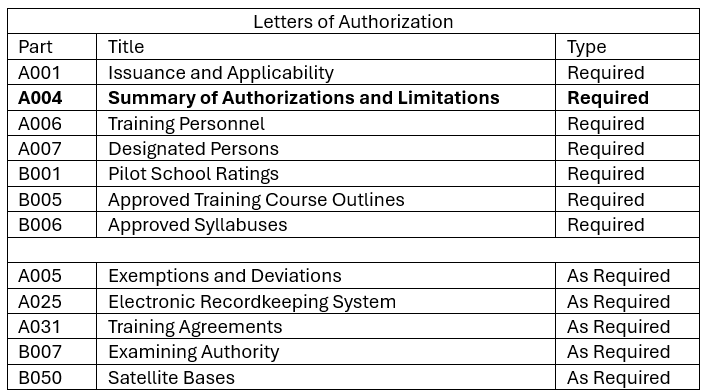 Letters of Authorization
Part Title Type
A001 Issuance and Applicability Required
A004 Summary of Authorizations and Limitations Required
A006 Training Personnel Required
A007 Designated Persons Required
B001 Pilot School Ratings Required
B005 Approved Training Course Outlines Required
B006 Approved Syllabuses Required
A005 Exemptions and Deviations As Required
A025 Electronic Recordkeeping System As Required
A031 Training Agreements As Required
B007 Examining Authority As Required
B050 Satellite Bases As Required